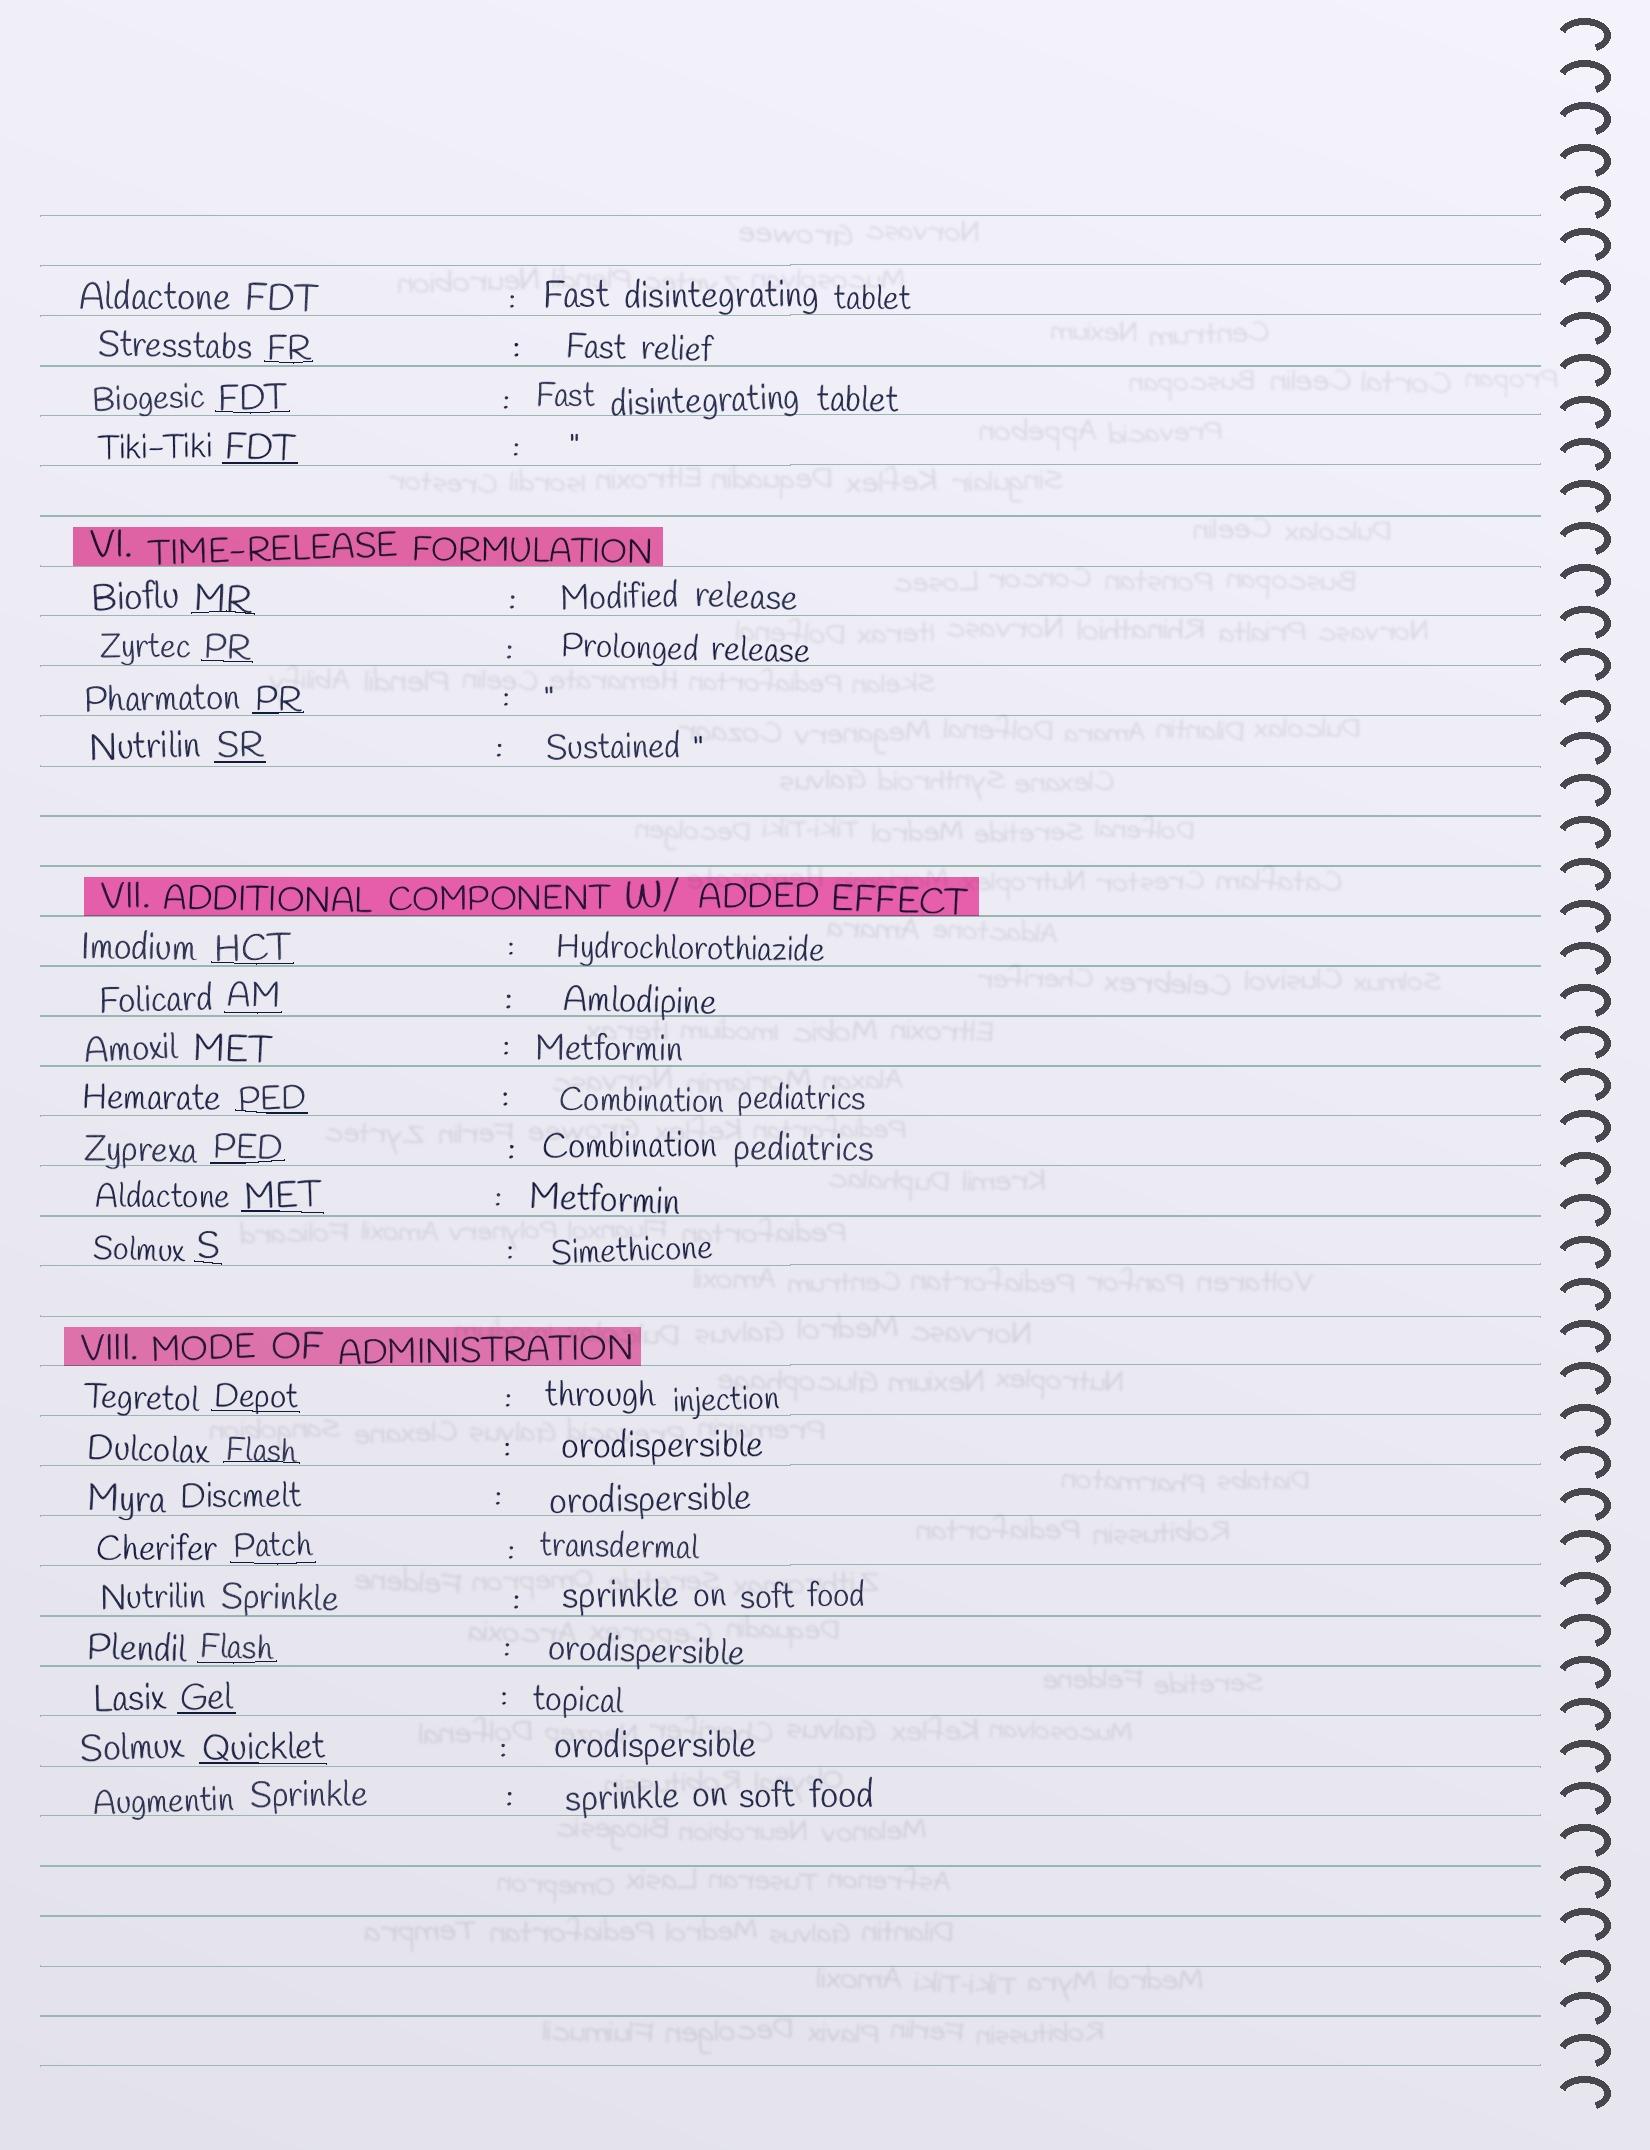 Aldactone FDT : Fast disintegrating tablet
Stresstabs FR : Fast relief
Biogesic FDT : Fast disintegrating tablet
Tiki-Tiki FDT : "
VI. TIME-RELEASE FORMULATION
Bioflu MR : Modified release
Zyrtec PR : Prolonged release
Pharmaton PR : "
Nutrilin SR : Sustained "
VII. ADDITIONAL COMPONENT W/ ADDED EFFECT
Imodium HCT : Hydrochlorothiazide
Folicard AM : Amlodipine
Amoxil MET : Metformin
Hemarate PED : Combination pediatrics
Zyprexa PED : Combination pediatrics
Aldactone MET : Metformin
Solmux S : Simethicone
VIII. MODE OF ADMINISTRATION
Tegretol Depot : through injection
Dulcolax Flash : orodispersible
Myra Discmelt : orodispersible
Cherifer Patch : transdermal
Nutrilin Sprinkle : sprinkle on soft food
Plendil Flash : orodispersible
Lasix Gel : topical
Solmux Quicklet : orodispersible
Augmentin Sprinkle : sprinkle on soft food